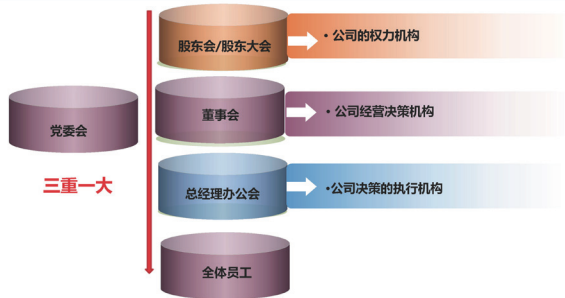 股东会/股东大会
• 公司的权力机构
党委会
董事会
• 公司经营决策机构
三重一大
总经理办公会
•公司决策的执行机构
全体员工